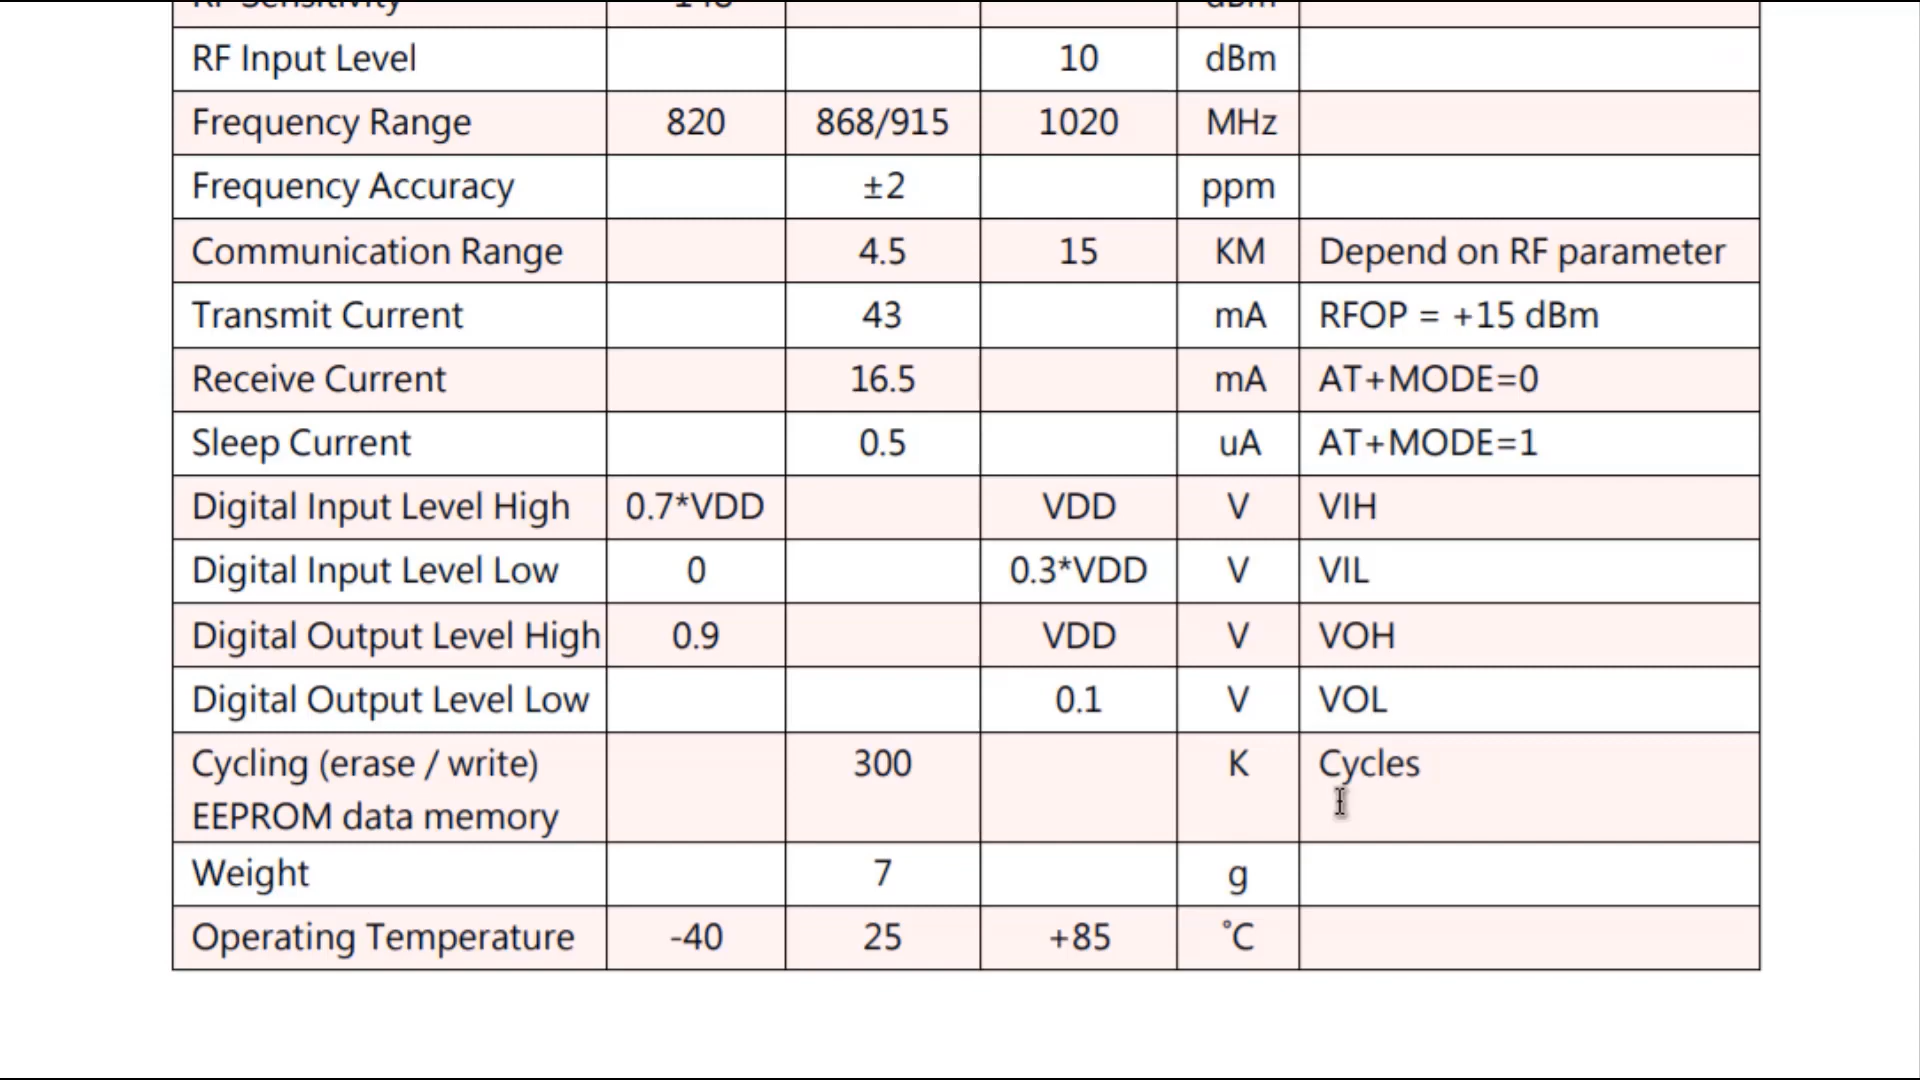 RF Input Level 10 dBm
Frequency Range 820 868/915 1020 MHz
Frequency Accuracy ±2 ppm
Communication Range 4.5 15 KM Depend on RF parameter
Transmit Current 43 mA RFOP = +15 dBm
Receive Current 16.5 mA AT+MODE=0
Sleep Current 0.5 uA AT+MODE=1
Digital Input Level High 0.7*VDD VDD V VIH
Digital Input Level Low 0 0.3*VDD V VIL
Digital Output Level High 0.9 VDD V VOH
Digital Output Level Low 0.1 V VOL
Cycling (erase / write) 300 K Cycles
EEPROM data memory
Weight 7 g
Operating Temperature -40 25 +85 ˚C